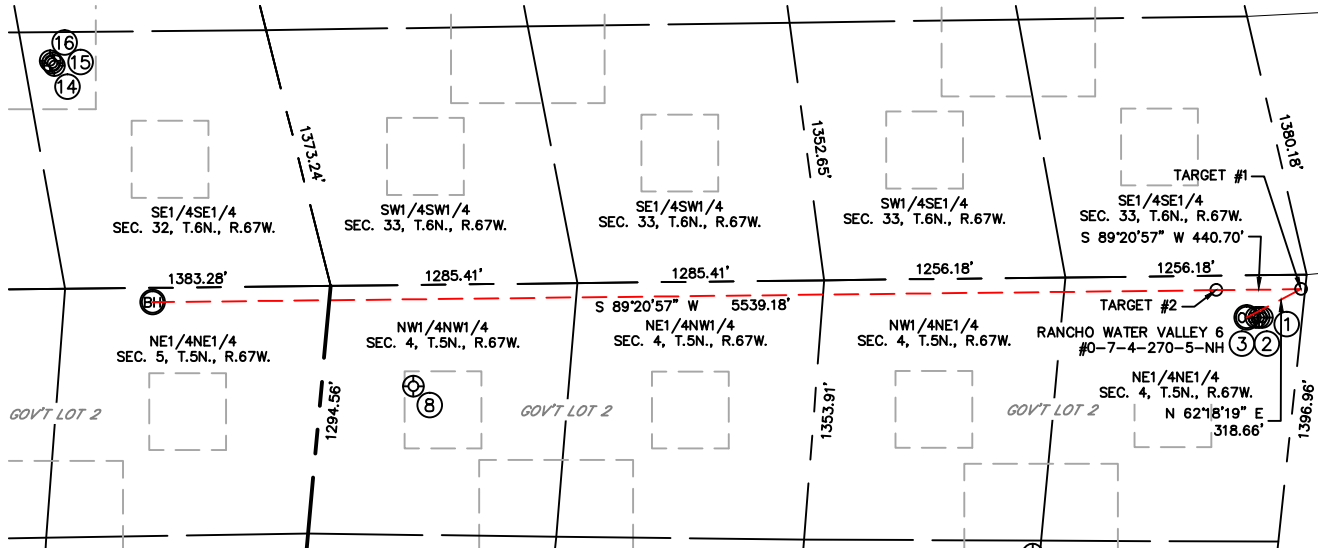 16
15
14
1373.24'
1352.65'
1380.18'
TARGET #1
SE1/4SE1/4
SEC. 32, T.6N., R.67W.
SW1/4SW1/4
SEC. 33, T.6N., R.67W.
SE1/4SW1/4
SEC. 33, T.6N., R.67W.
SW1/4SE1/4
SEC. 33, T.6N., R.67W.
SE1/4SE1/4
SEC. 33, T.6N., R.67W.
S 89°20'57" W 440.70'
1383.28'
1285.41'
1285.41'
1256.18'
1256.18'
BH
S 89°20'57" W 5539.18'
TARGET #2
NE1/4NE1/4
SEC. 5, T.5N., R.67W.
NW1/4NW1/4
SEC. 4, T.5N., R.67W.
NE1/4NW1/4
SEC. 4, T.5N., R.67W.
NW1/4NE1/4
SEC. 4, T.5N., R.67W.
RANCHO WATER VALLEY 6
#0-7-4-270-5-NH
3
2
1
NE1/4NE1/4
SEC. 4, T.5N., R.67W.
N 62°18'19" E
318.66'
8
GOV'T LOT 2
GOV'T LOT 2
GOV'T LOT 2
1294.56'
1353.91'
1396.96'